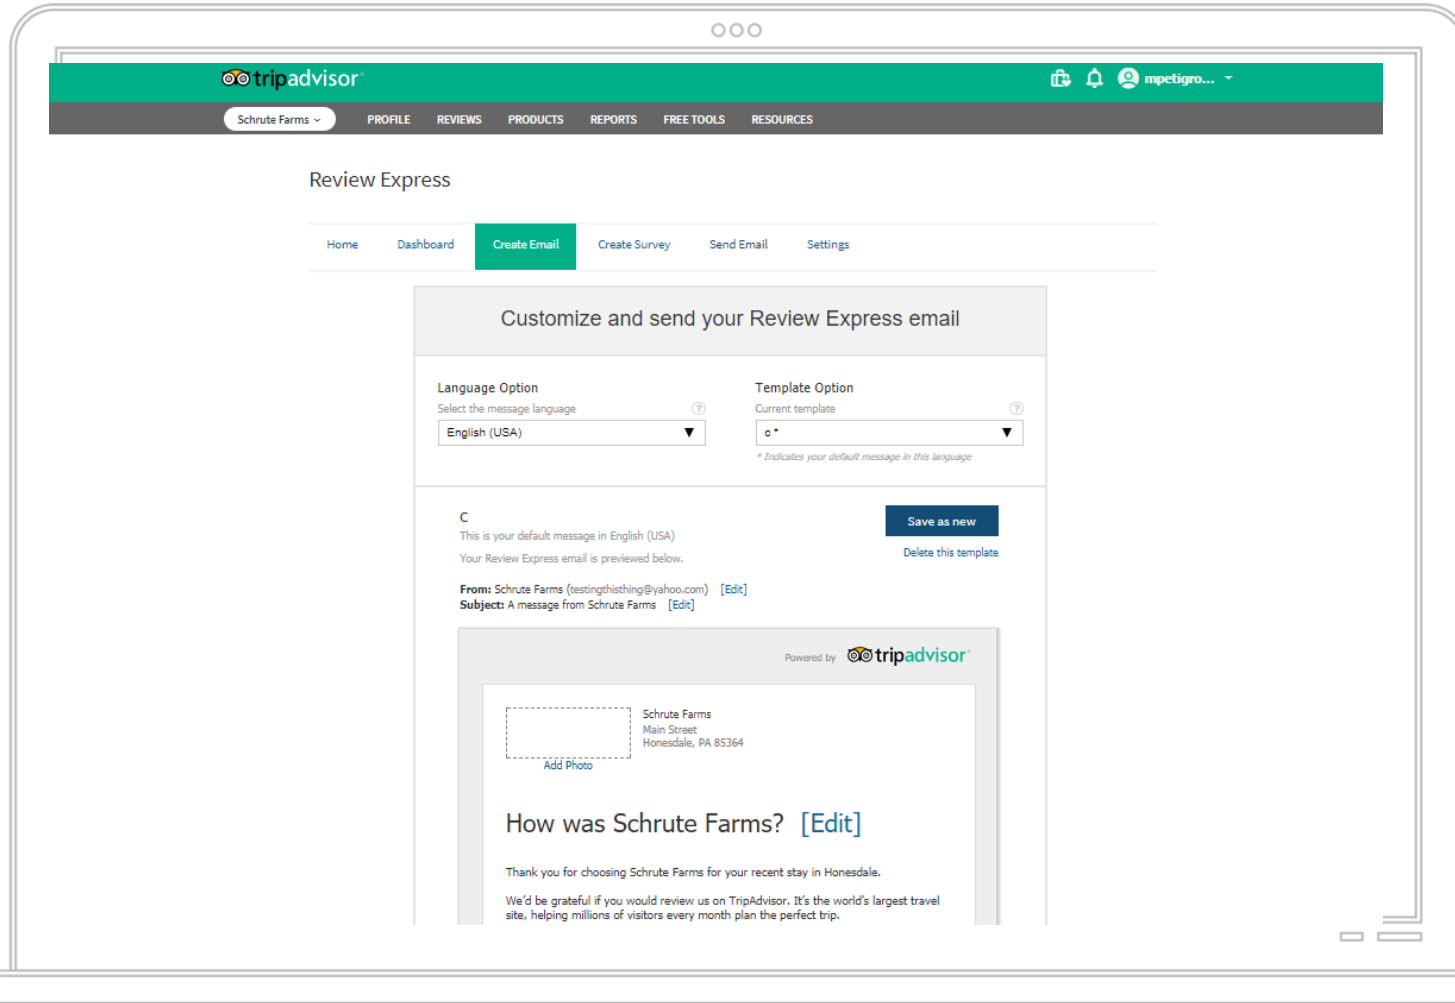 tripadvisor®
mpetigro...
Schrute Farms
PROFILE REVIEWS PRODUCTS REPORTS FREE TOOLS RESOURCES
Review Express
Home Dashboard Create Email Create Survey Send Email Settings
Customize and send your Review Express email
Language Option
Select the message language ?
English (USA)
Template Option
Current template ?
c *
* Indicates your default message in this language
C
This is your default message in English (USA)
Your Review Express email is previewed below.
Save as new
Delete this template
From: Schrute Farms (testingthisthing@yahoo.com) [Edit]
Subject: A message from Schrute Farms [Edit]
Powered by tripadvisor®
Add Photo
Schrute Farms
Main Street
Honesdale, PA 85364
How was Schrute Farms? [Edit]
Thank you for choosing Schrute Farms for your recent stay in Honesdale.
We'd be grateful if you would review us on TripAdvisor. It's the world's largest travel
site, helping millions of visitors every month plan the perfect trip.